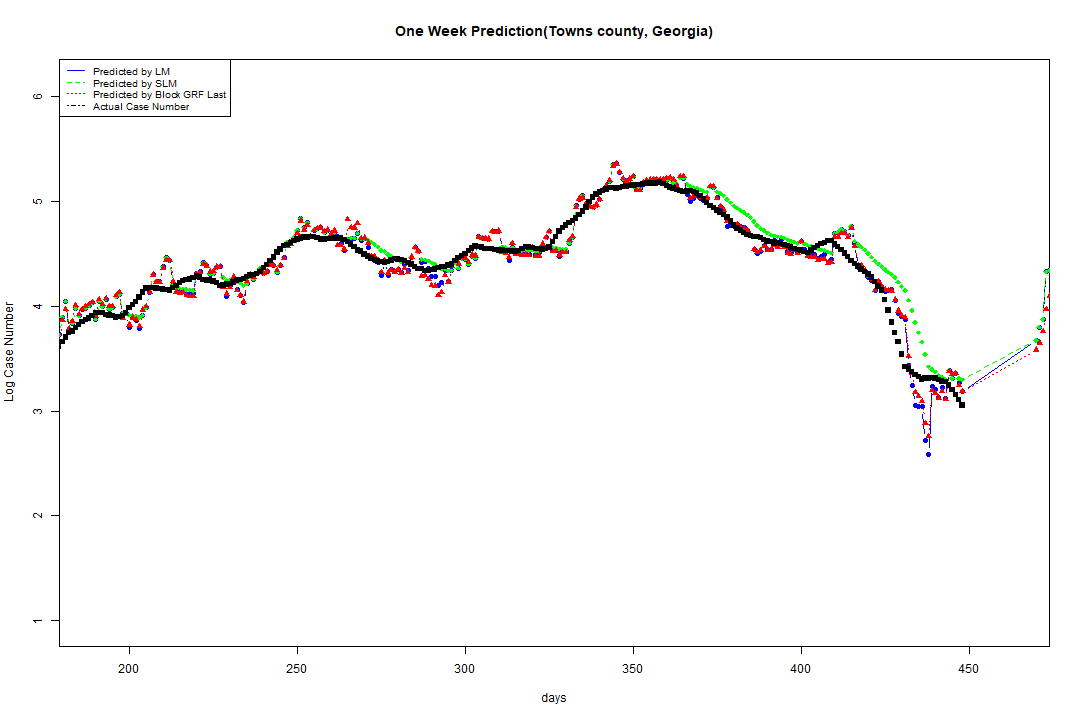 One Week Prediction(Towns county, Georgia)
Predicted by LM
Predicted by SLM
Predicted by Block GRF Last
Actual Case Number
Log Case Number
6
5
4
3
2
1
200 250 300 350 400 450
days